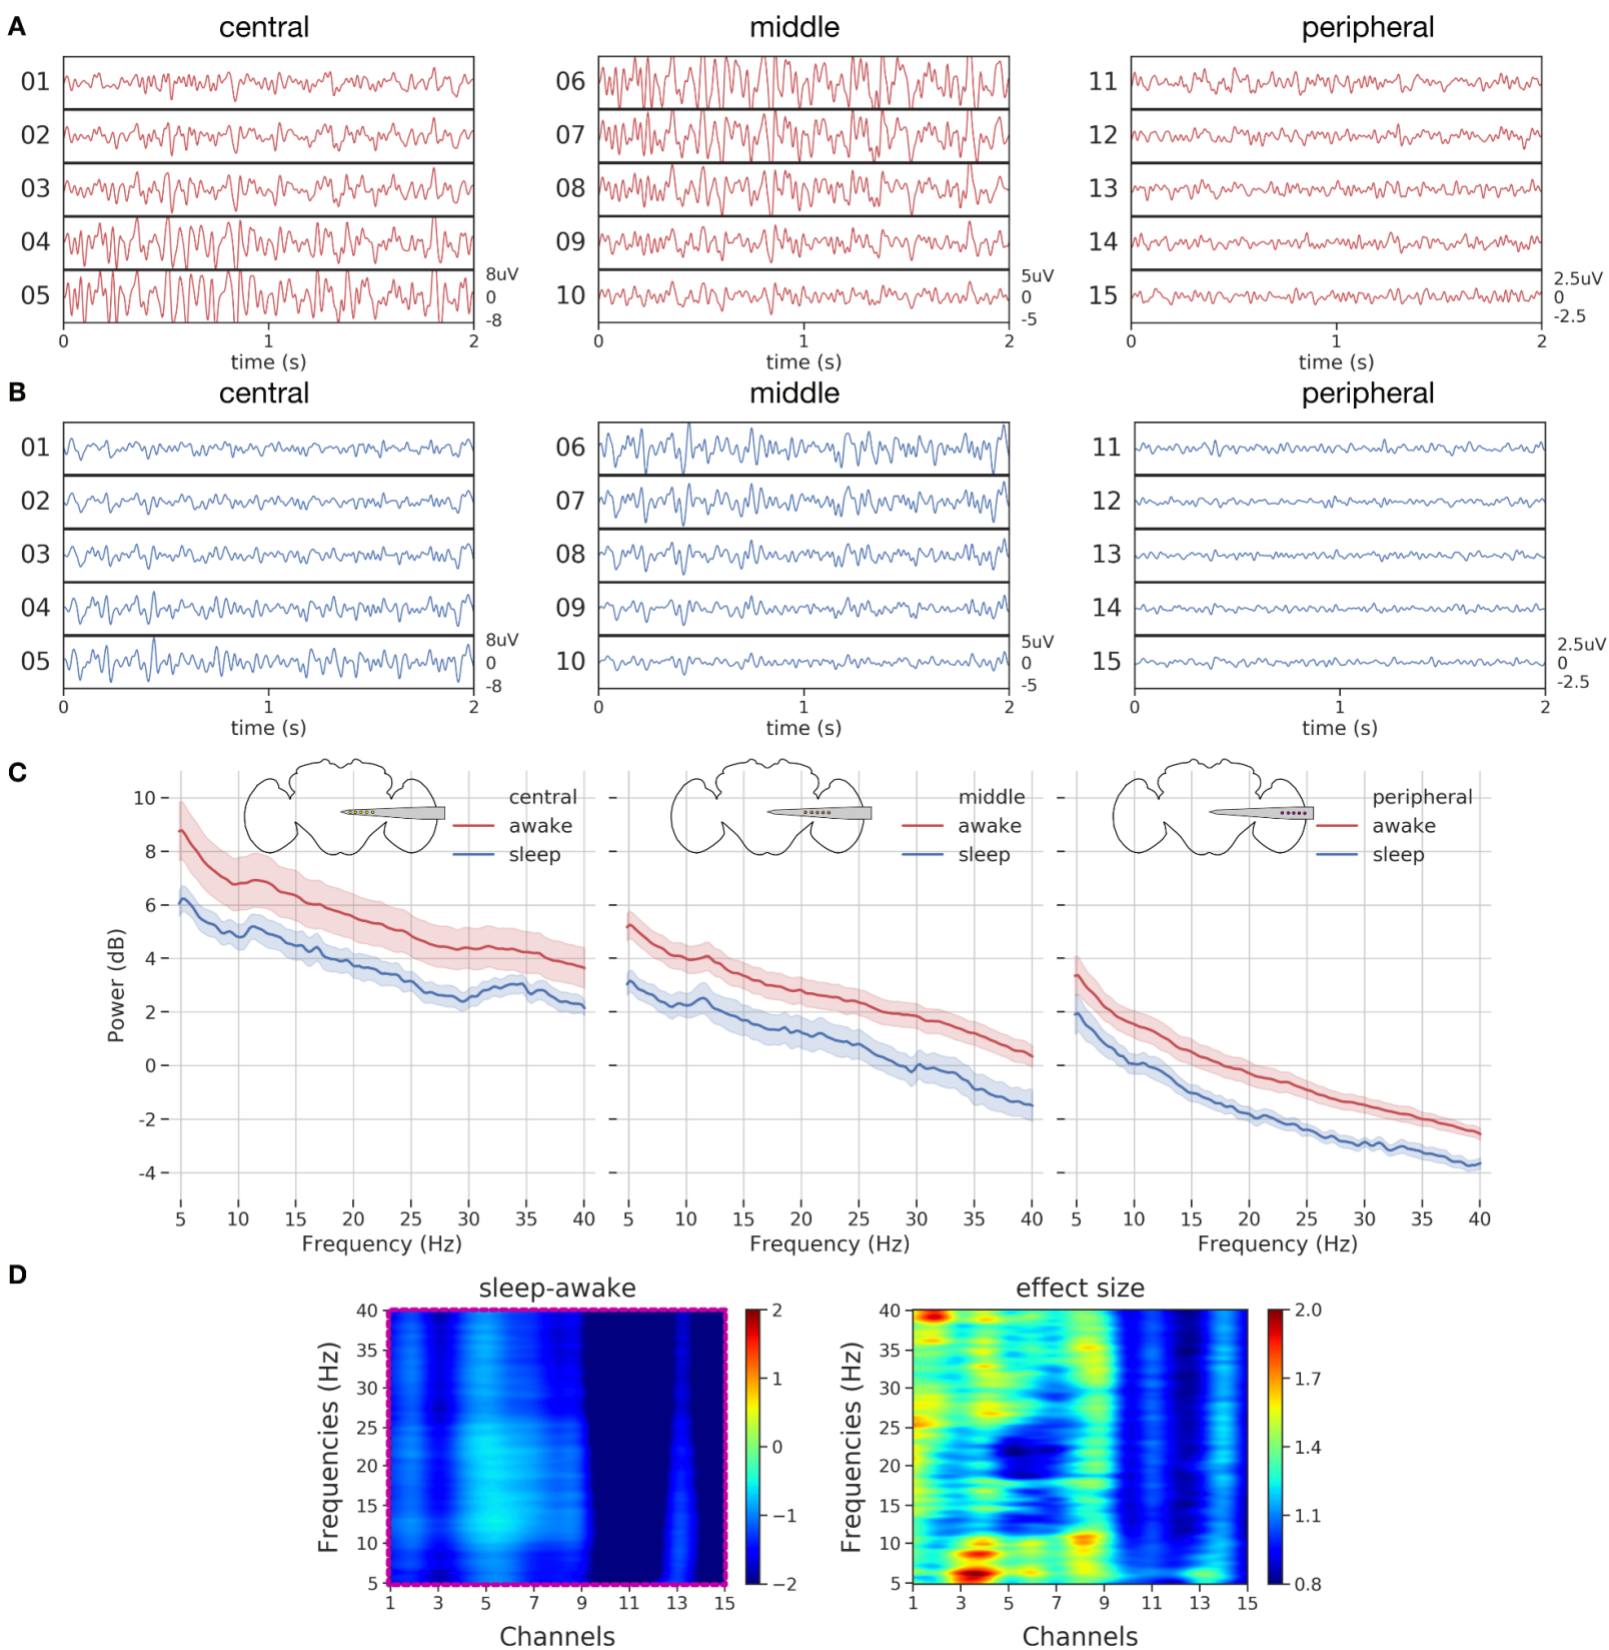 A
central
middle
peripheral
01
02
03
04
05
8uV
0
-8
0 1 2
time (s)
06
07
08
09
10
5uV
0
-5
0 1 2
time (s)
11
12
13
14
15
2.5uV
0
-2.5
0 1 2
time (s)
B
central
middle
peripheral
01
02
03
04
05
8uV
0
-8
0 1 2
time (s)
06
07
08
09
10
5uV
0
-5
0 1 2
time (s)
11
12
13
14
15
2.5uV
0
-2.5
0 1 2
time (s)
C
Power (dB)
10
8
6
4
2
0
-2
-4
central
awake
sleep
5 10 15 20 25 30 35 40
Frequency (Hz)
middle
awake
sleep
5 10 15 20 25 30 35 40
Frequency (Hz)
peripheral
awake
sleep
5 10 15 20 25 30 35 40
Frequency (Hz)
D
sleep-awake
Frequencies (Hz)
40
35
30
25
20
15
10
5
1 3 5 7 9 11 13 15
Channels
2
1
0
−1
−2
effect size
Frequencies (Hz)
40
35
30
25
20
15
10
5
1 3 5 7 9 11 13 15
Channels
2.0
1.7
1.4
1.1
0.8